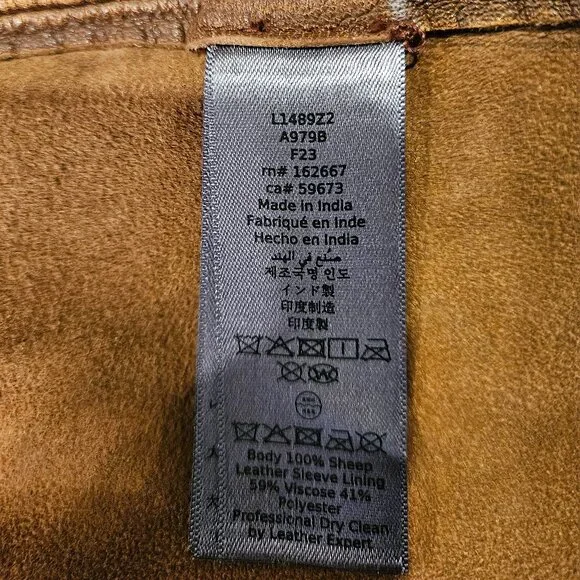 L1489Z2
A979B
F23
rn# 162667
ca# 59673
Made in India
Fabriqué en Inde
Hecho en India
صنع في الهند
제조국명 인도
インド製
印度制造
印度製
Body 100% Sheep
Leather Sleeve Lining
59% Viscose 41%
Polyester
Professional Dry Clean
by Leather Expert